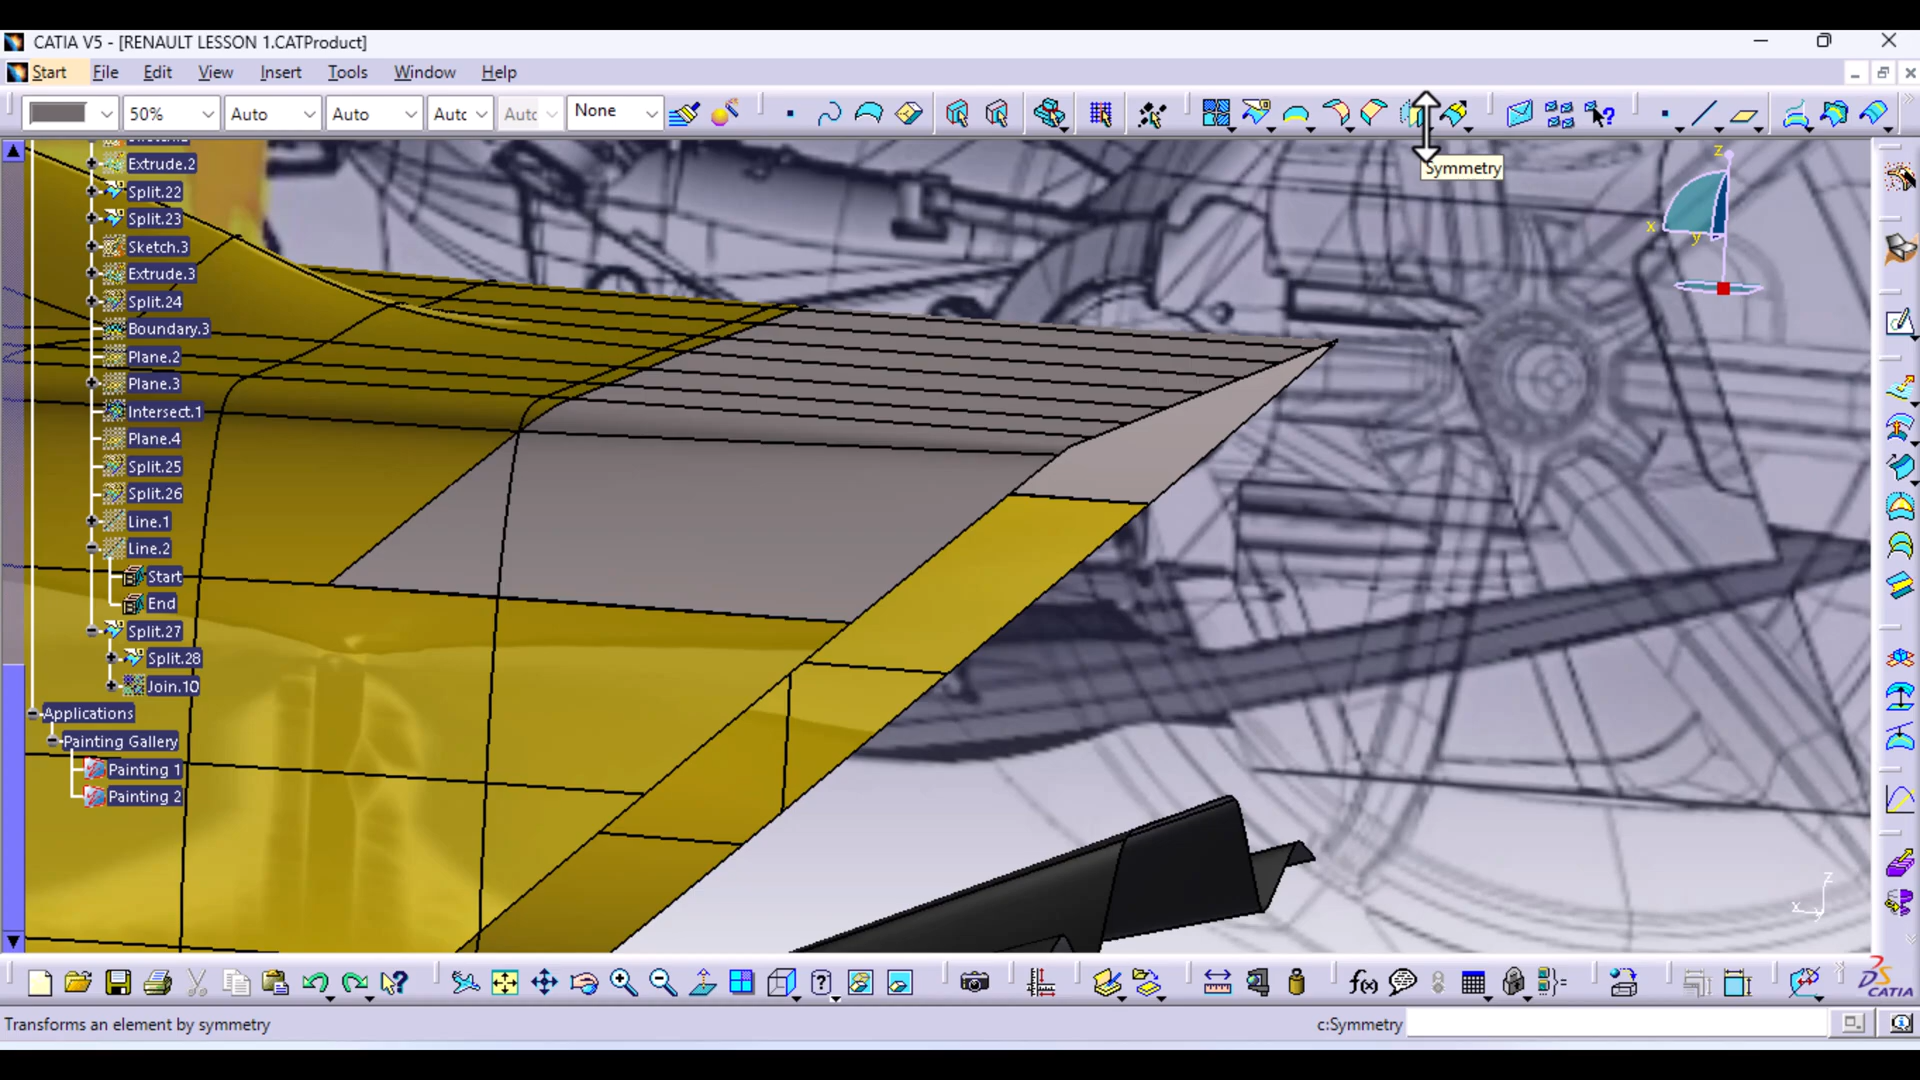 CATIA V5 - [RENAULT LESSON 1.CATProduct]
Start File Edit View Insert Tools Window Help
50% Auto Auto Autc Autc None
Symmetry
Extrude.2
Split.22
Split.23
Sketch.3
Extrude.3
Split.24
Boundary.3
Plane.2
Plane.3
Intersect.1
Plane.4
Split.25
Split.26
Line.1
Line.2
Start
End
Split.27
Split.28
Join.10
Applications
Painting Gallery
Painting 1
Painting 2
z
x
y
z
x
y
f(x)
CATIA
Transforms an element by symmetry
c:Symmetry